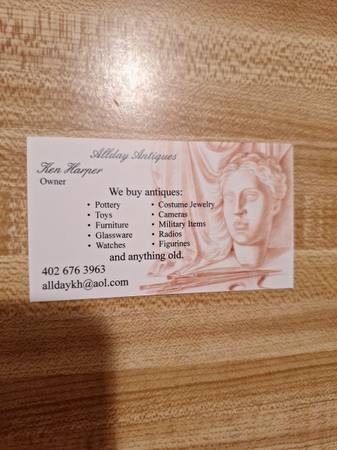 Allday Antiques
Ken Harper
Owner
We buy antiques:
• Pottery
• Toys
• Furniture
• Glassware
• Watches
• Costume Jewelry
• Cameras
• Military Items
• Radios
• Figurines
and anything old.
402 676 3963
alldaykh@aol.com